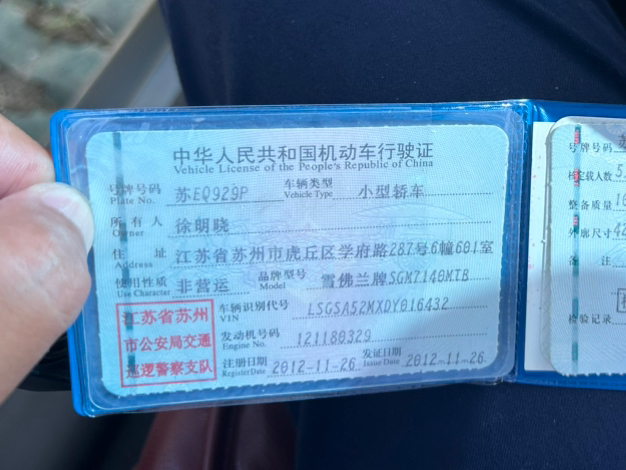 中华人民共和国机动车行驶证
Vehicle License of the People's Republic of China
号牌号码 苏EQ929P 车辆类型 小型轿车
Plate No. Vehicle Type
所有人 徐明晓
Owner
住址 江苏省苏州市虎丘区学府路287号6幢601室
Address
使用性质 非营运 品牌型号 雪佛兰牌SGM7140MTB
Use Character Model
江苏省苏州
市公安局交通
巡逻警察支队
车辆识别代号 LSGSA52MXDY016432
VIN
发动机号码 121180329
Engine No.
注册日期 2012-11-26 发证日期 2012-11-26
Register Date Issue Date
号牌号码
核定载人数 5
整备质量
外廓尺寸
备注
检验记录